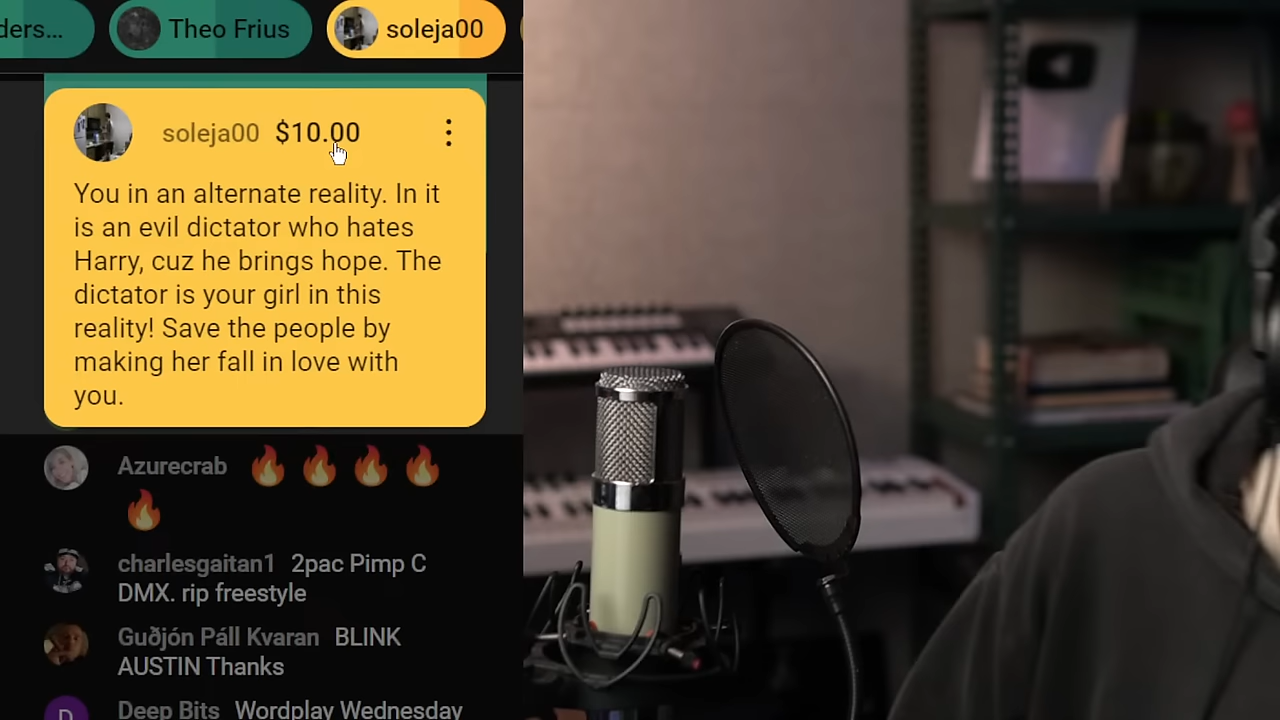 ders...
Theo Frius
soleja00
soleja00 $10.00
You in an alternate reality. In it
is an evil dictator who hates
Harry, cuz he brings hope. The
dictator is your girl in this
reality! Save the people by
making her fall in love with
you.
Azurecrab
charlesgaitan1 2pac Pimp C
DMX. rip freestyle
Guðjón Páll Kvaran BLINK
AUSTIN Thanks
D
Deep Bits Wordplay Wednesday